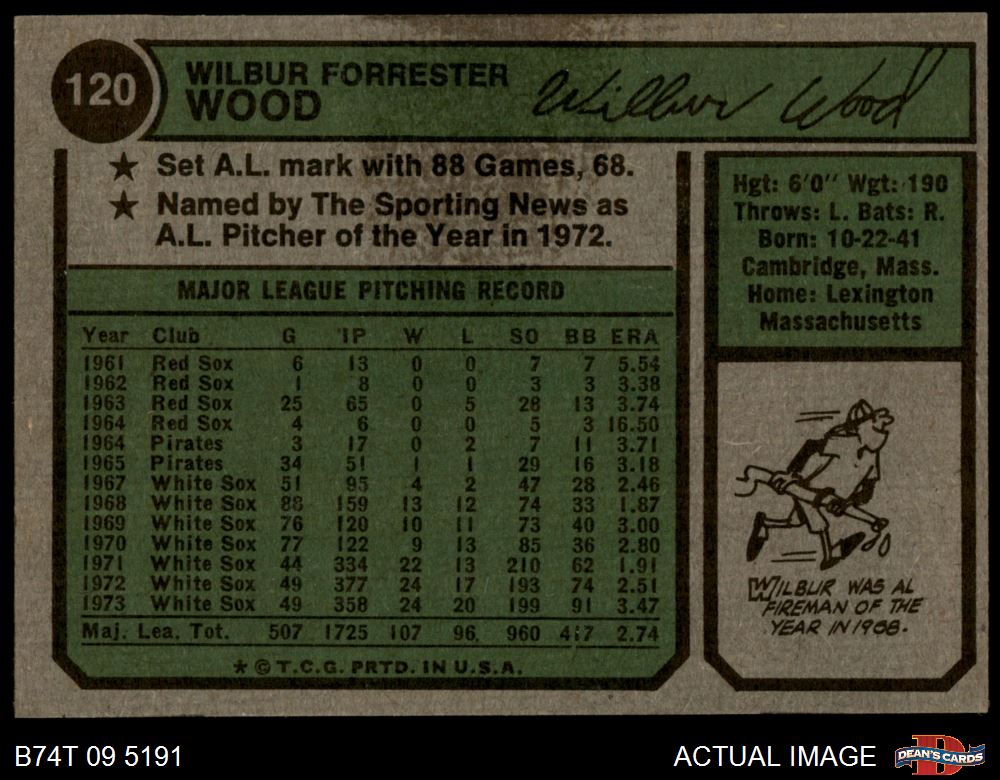 120
WILBUR FORRESTER
WOOD
Wilbur Wood
★ Set A.L. mark with 88 Games, 68.
★ Named by The Sporting News as
A.L. Pitcher of the Year in 1972.
MAJOR LEAGUE PITCHING RECORD
Year Club G IP W L SO BB ERA
1961 Red Sox 6 13 0 0 7 7 5.54
1962 Red Sox 1 8 0 0 3 3 3.38
1963 Red Sox 25 65 0 5 28 13 3.74
1964 Red Sox 4 6 0 0 5 3 16.50
1964 Pirates 3 17 0 2 7 11 3.71
1965 Pirates 34 51 1 1 29 16 3.18
1967 White Sox 51 95 4 2 47 28 2.46
1968 White Sox 88 159 13 12 74 33 1.87
1969 White Sox 76 120 10 11 73 40 3.00
1970 White Sox 77 122 9 13 85 36 2.80
1971 White Sox 44 334 22 13 210 62 1.91
1972 White Sox 49 377 24 17 193 74 2.51
1973 White Sox 49 358 24 20 199 91 3.47
Maj. Lea. Tot. 507 1725 107 96 960 417 2.74
★ © T.C.G. PRTD. IN U.S.A.
Hgt: 6'0" Wgt: 190
Throws: L. Bats: R.
Born: 10-22-41
Cambridge, Mass.
Home: Lexington
Massachusetts
WILBUR WAS AL
FIREMAN OF THE
YEAR IN 1968.
B74T 09 5191
ACTUAL IMAGE
DEAN'S CARDS